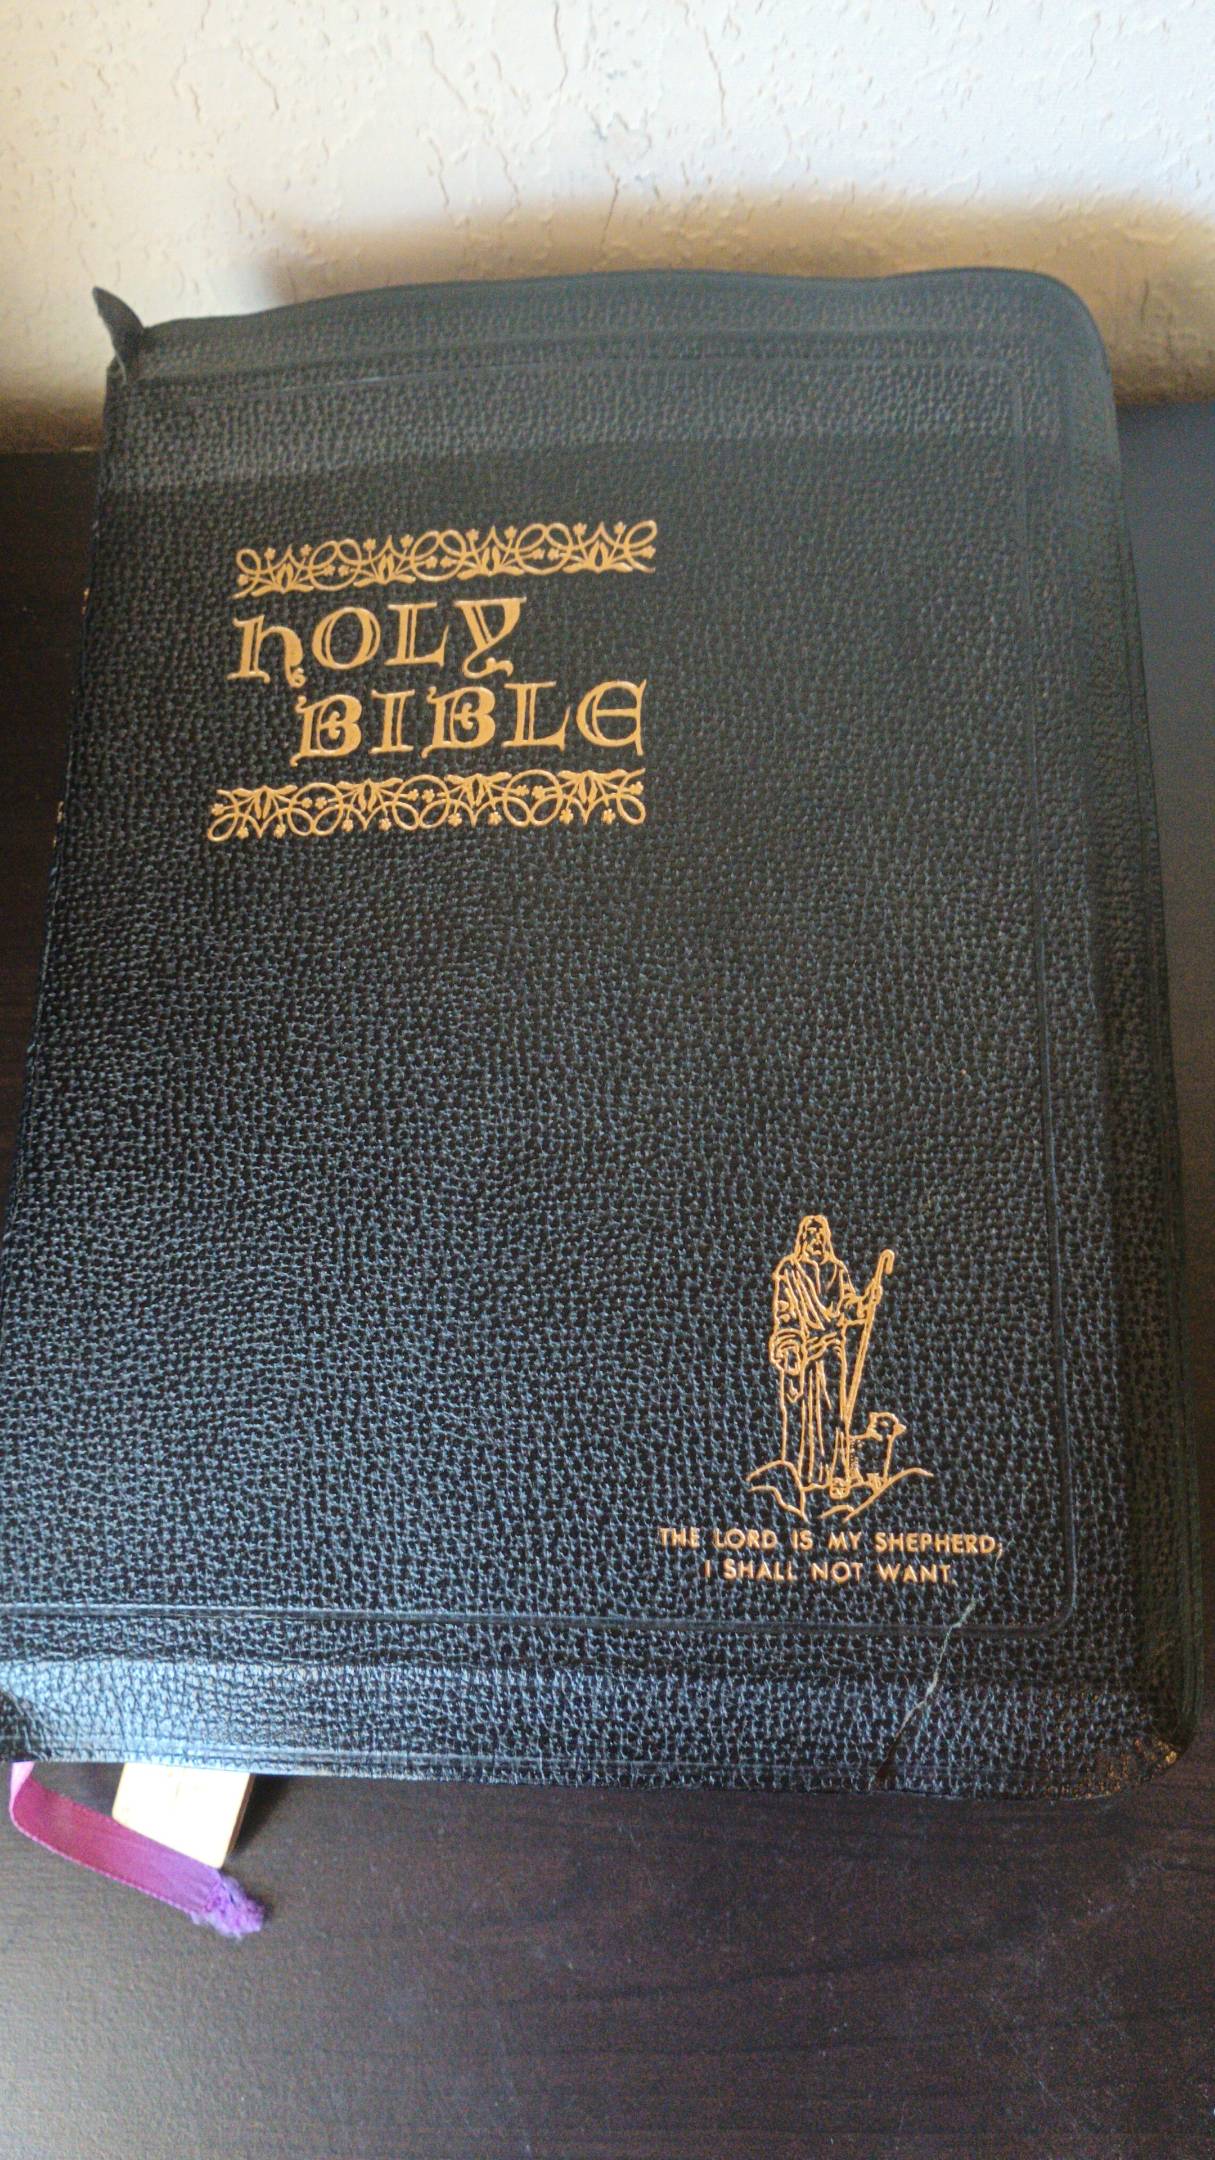 HOLY
BIBLE
THE LORD IS MY SHEPHERD;
I SHALL NOT WANT.